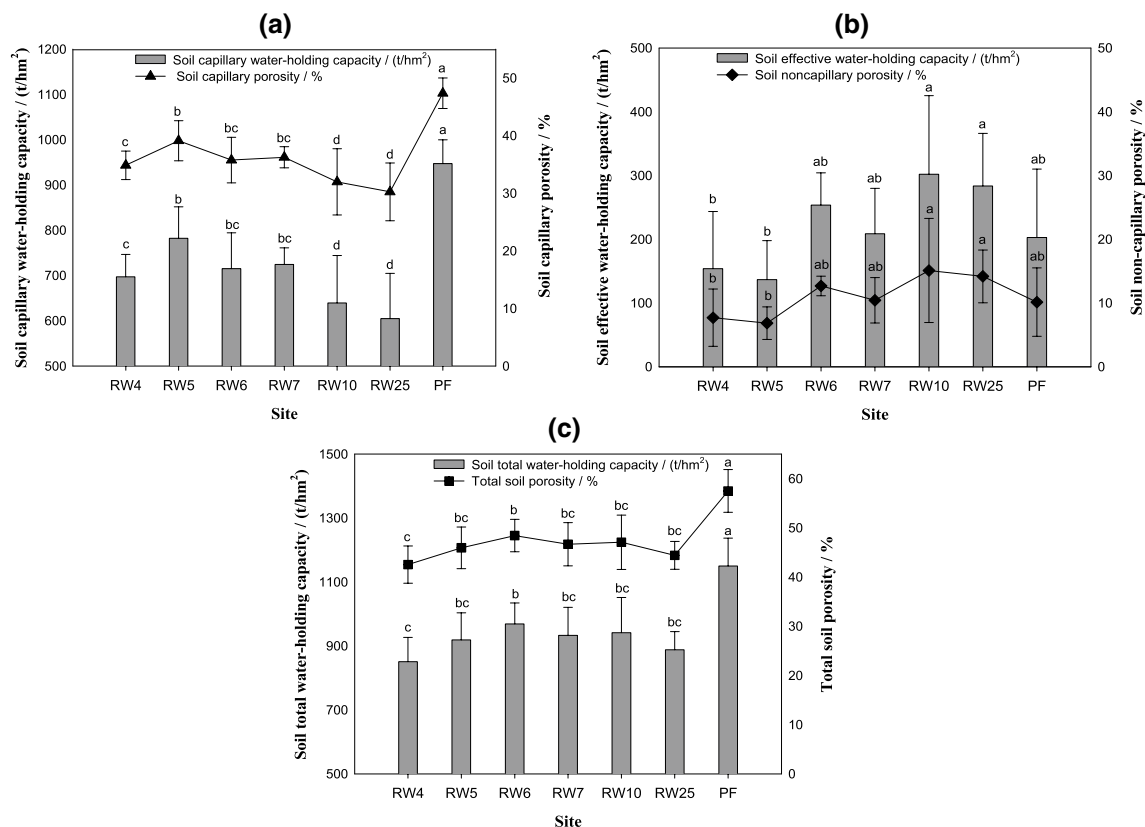 (a)
Soil capillary water-holding capacity / (t/hm2)
Soil capillary porosity / %
1200
1100
1000
900
800
700
600
500
50
40
30
20
10
0
c
b
bc
bc
d
d
a
c
b
bc
bc
d
d
a
RW4 RW5 RW6 RW7 RW10 RW25 PF
Site
Soil capillary water-holding capacity / (t/hm2)
Soil capillary porosity / %
(b)
Soil effective water-holding capacity / (t/hm2)
Soil noncapillary porosity / %
500
400
300
200
100
0
50
40
30
20
10
0
b
b
ab
ab
a
a
ab
b
b
ab
ab
a
a
ab
RW4 RW5 RW6 RW7 RW10 RW25 PF
Site
Soil effective water-holding capacity / (t/hm2)
Soil non-capillary porosity / %
(c)
Soil total water-holding capacity / (t/hm2)
Total soil porosity / %
1500
1300
1100
900
700
500
60
50
40
30
20
10
0
c
bc
b
bc
bc
bc
a
c
bc
b
bc
bc
bc
a
RW4 RW5 RW6 RW7 RW10 RW25 PF
Site
Soil total water-holding capacity / (t/hm2)
Total soil porosity / %